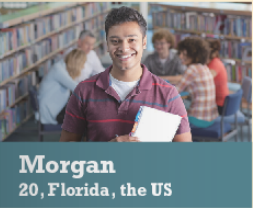 Morgan
20, Florida, the US